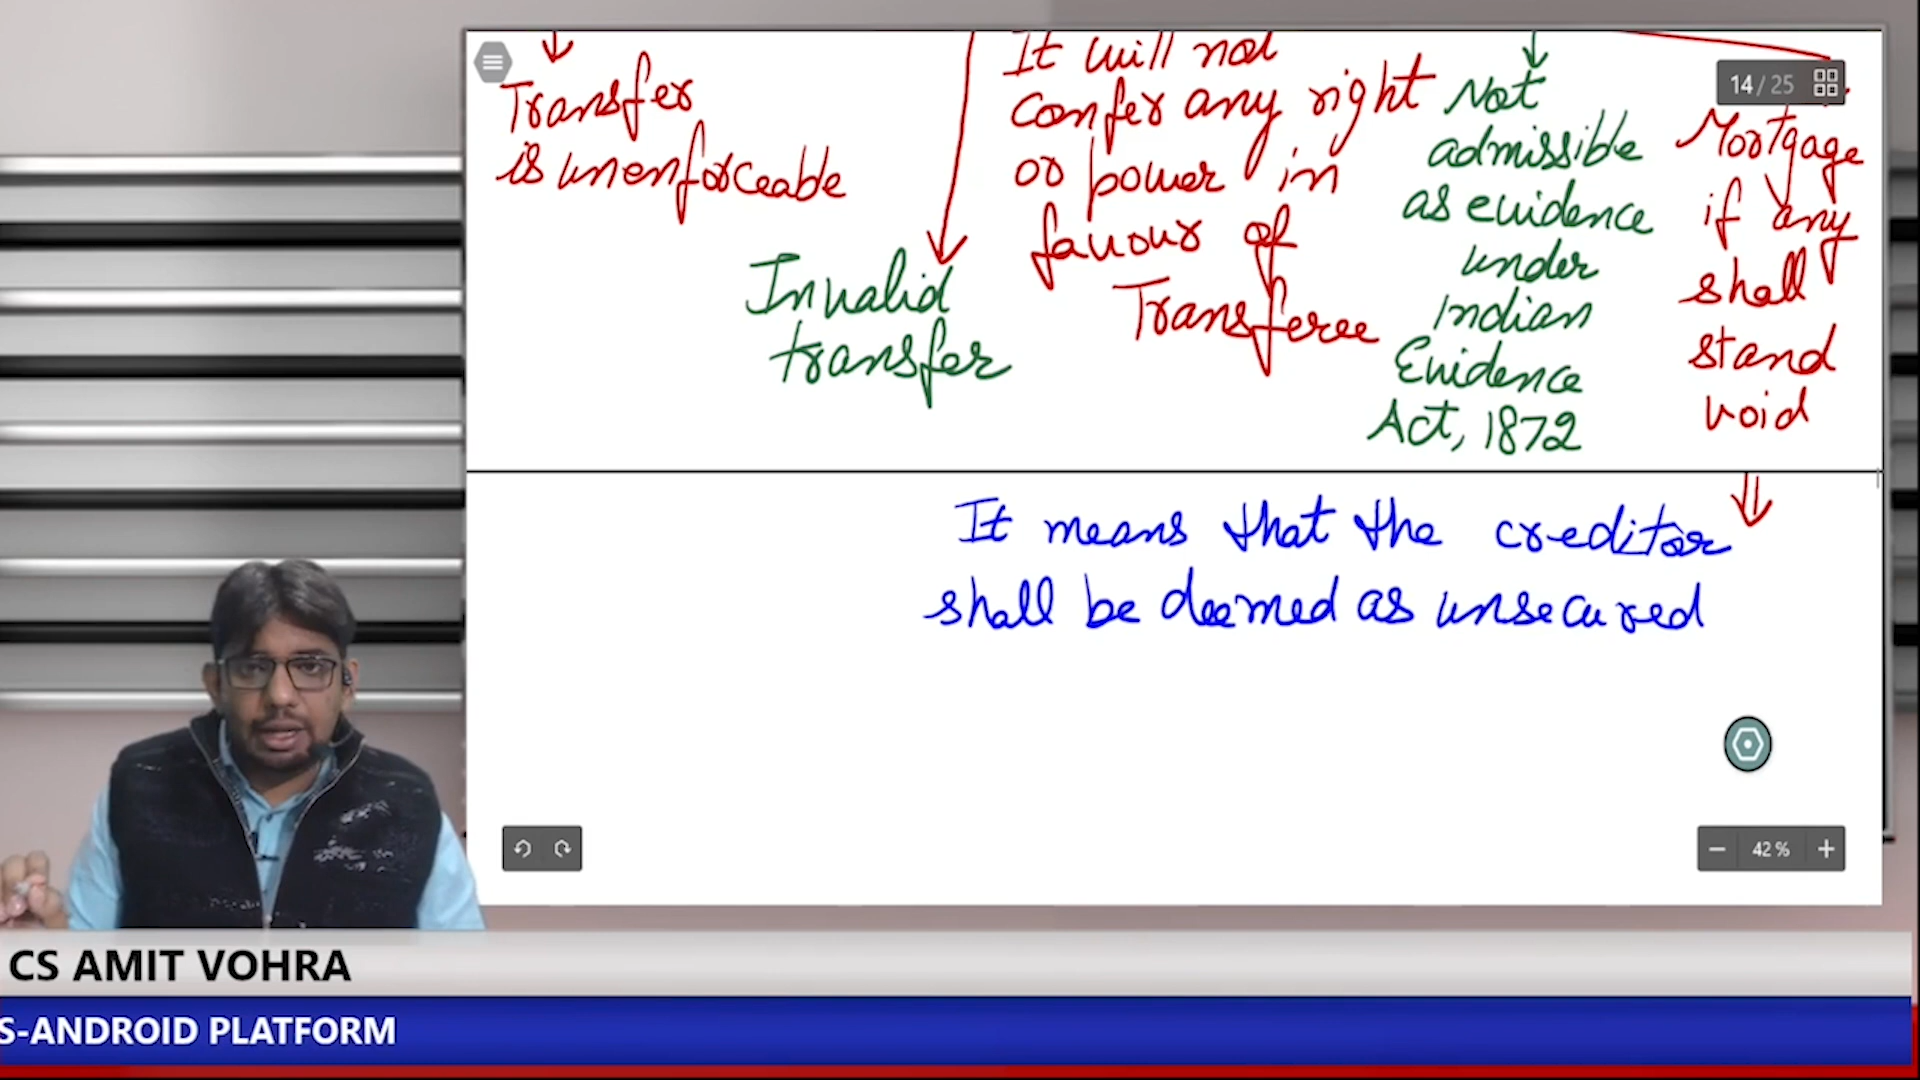 Transfer
is unenforceable
Invalid
transfer
It will not
confer any right
or power in
favour of
Transferee
Not
admissible
as evidence
under
Indian
Evidence
Act, 1872
14 / 25
Mortgage
if any
shall
stand
void
It means that the creditor
shall be deemed as unsecured
42 %
CS AMIT VOHRA
S-ANDROID PLATFORM